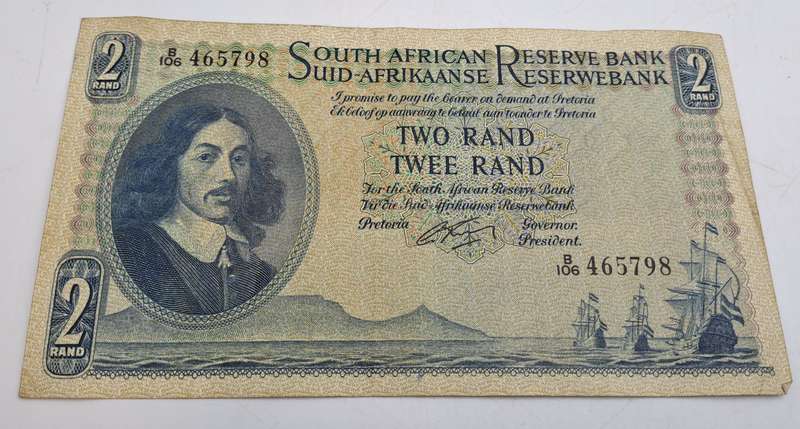 2
RAND
B/106 465798
SOUTH AFRICAN RESERVE BANK
SUID-AFRIKAANSE RESERWEBANK
2
RAND
I promise to pay the bearer on demand at Pretoria
Ek beloof op aanvraag te betaal aan toonder te Pretoria
TWO RAND
TWEE RAND
For the South African Reserve Bank
Vir die Suid-Afrikaanse Reserwebank
Pretoria
Governor.
President.
B/106 465798
2
RAND